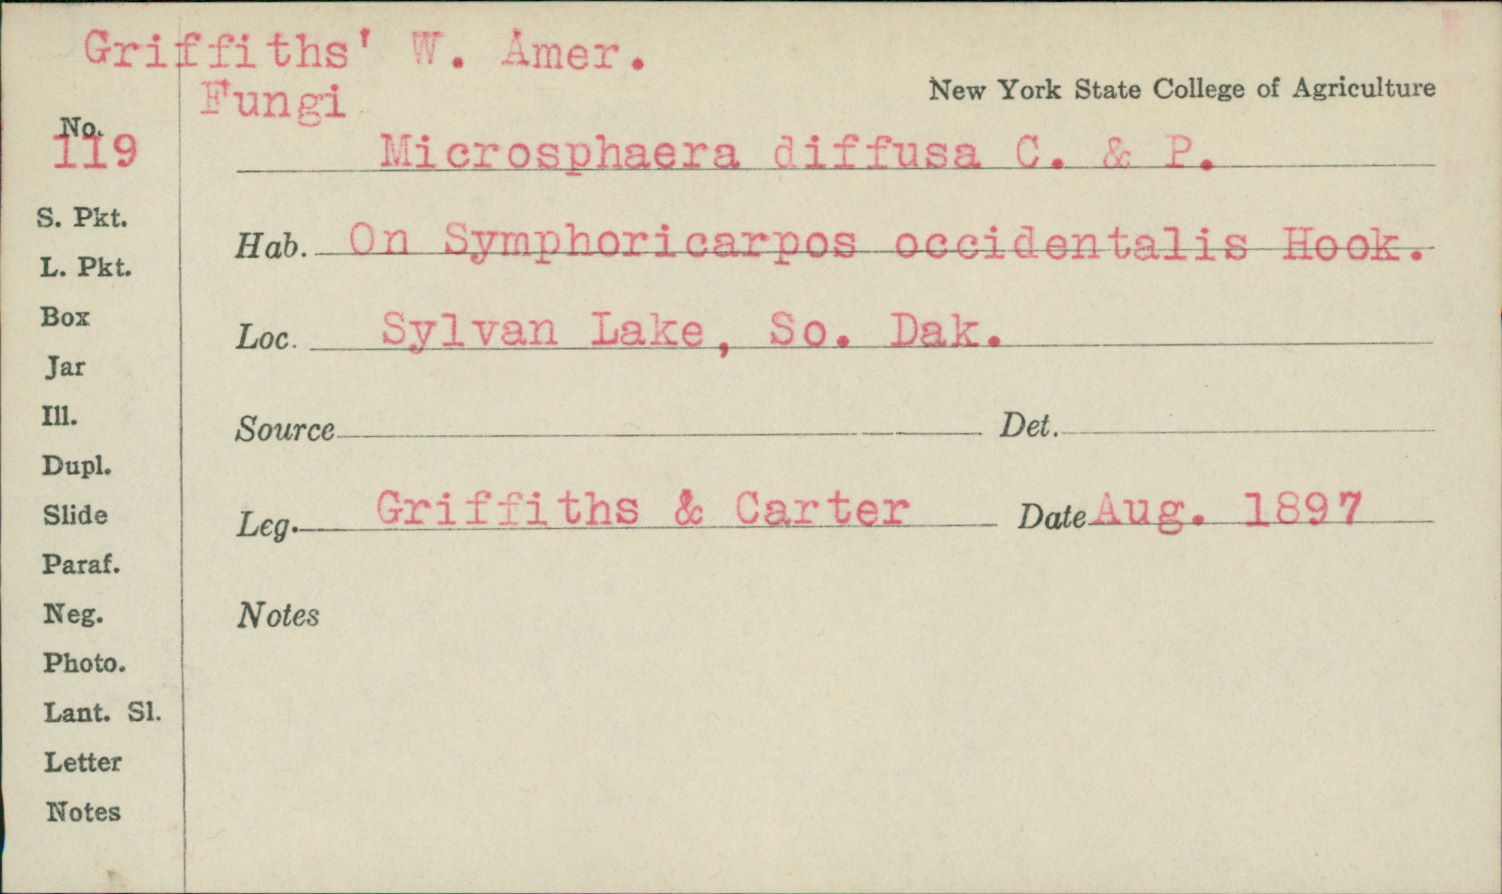 Griffiths' W. Amer.
Fungi
New York State College of Agriculture
No.
119
Microsphaera diffusa C. & P.
S. Pkt.
Hab. On Symphoricarpos occidentalis Hook.
L. Pkt.
Box
Loc. Sylvan Lake, So. Dak.
Jar
Ill.
Source Det.
Dupl.
Slide
Leg. Griffiths & Carter Date Aug. 1897
Paraf.
Neg.
Notes
Photo.
Lant. Sl.
Letter
Notes